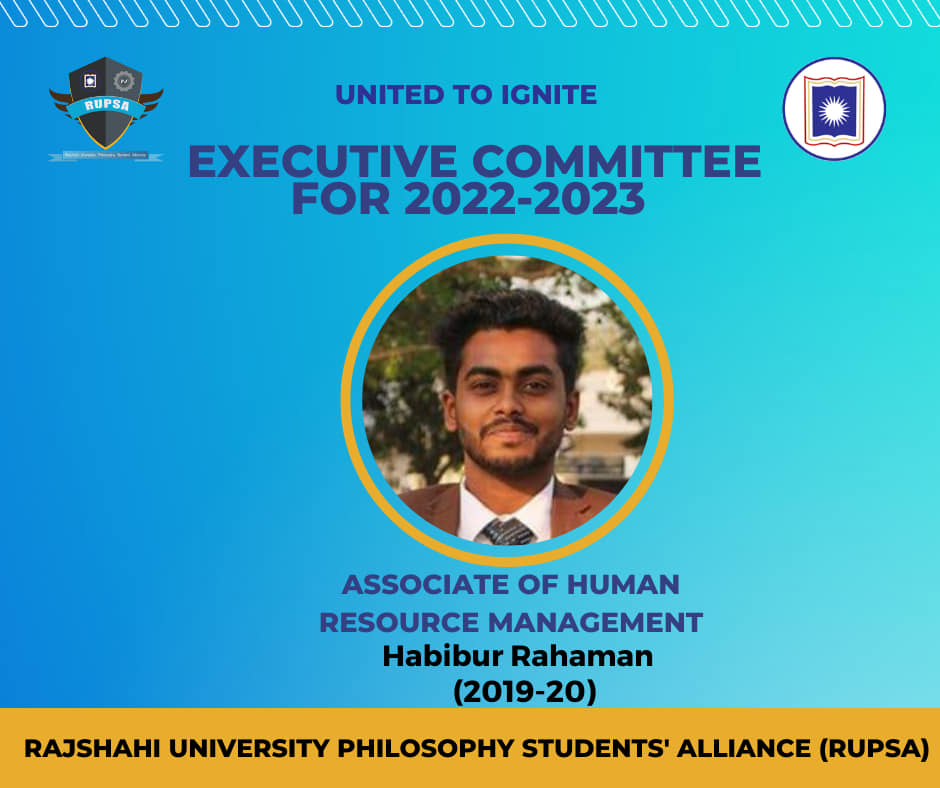 UNITED TO IGNITE
EXECUTIVE COMMITTEE
FOR 2022-2023
RUPSA
ASSOCIATE OF HUMAN
RESOURCE MANAGEMENT
Habibur Rahaman
(2019-20)
RAJSHAHI UNIVERSITY PHILOSOPHY STUDENTS' ALLIANCE (RUPSA)